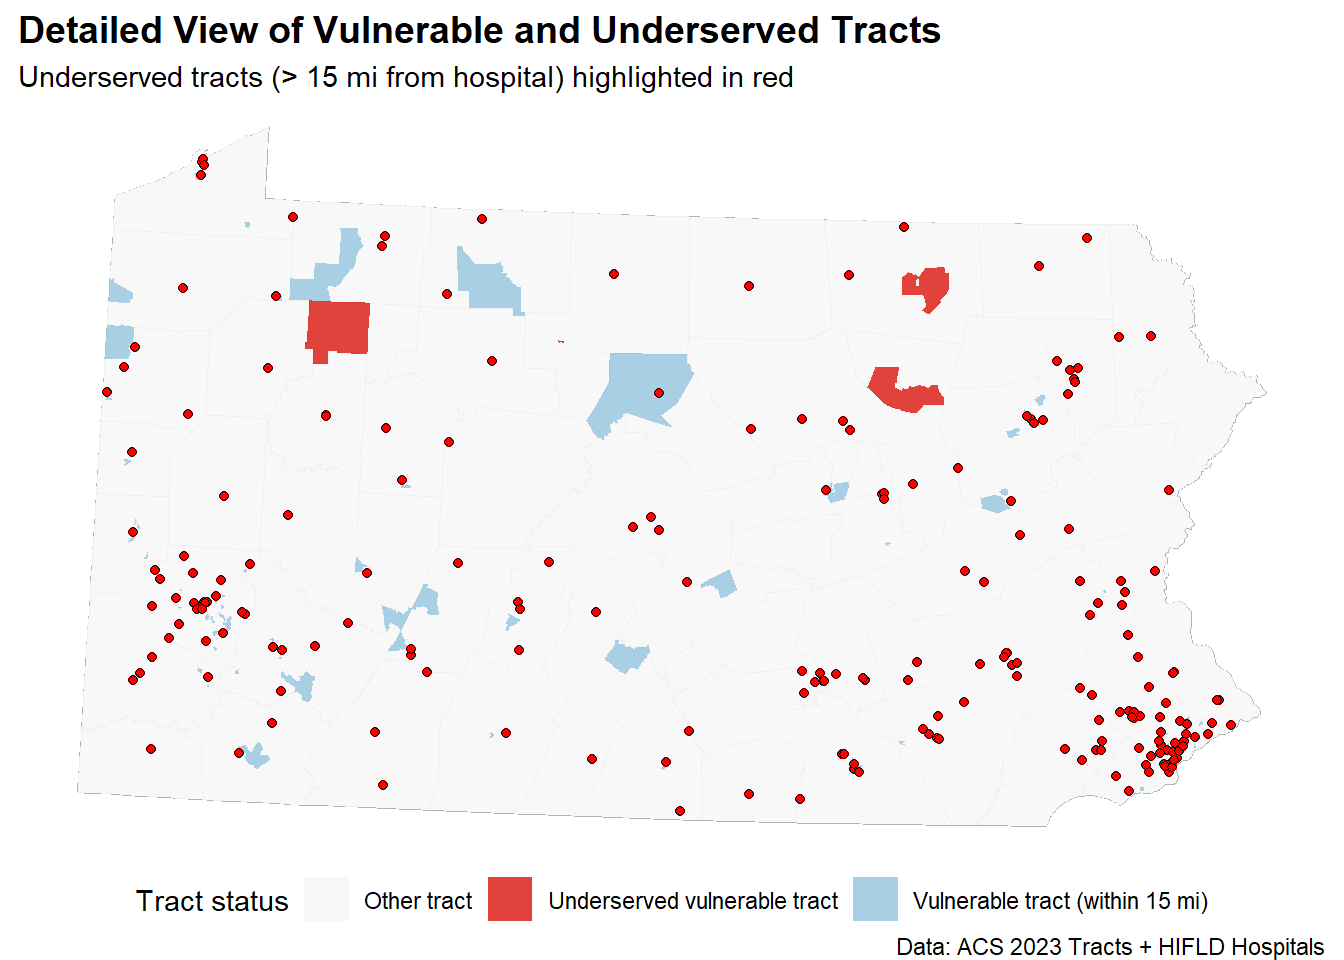 Detailed View of Vulnerable and Underserved Tracts
Underserved tracts (> 15 mi from hospital) highlighted in red
Tract status
Other tract
Underserved vulnerable tract
Vulnerable tract (within 15 mi)
Data: ACS 2023 Tracts + HIFLD Hospitals